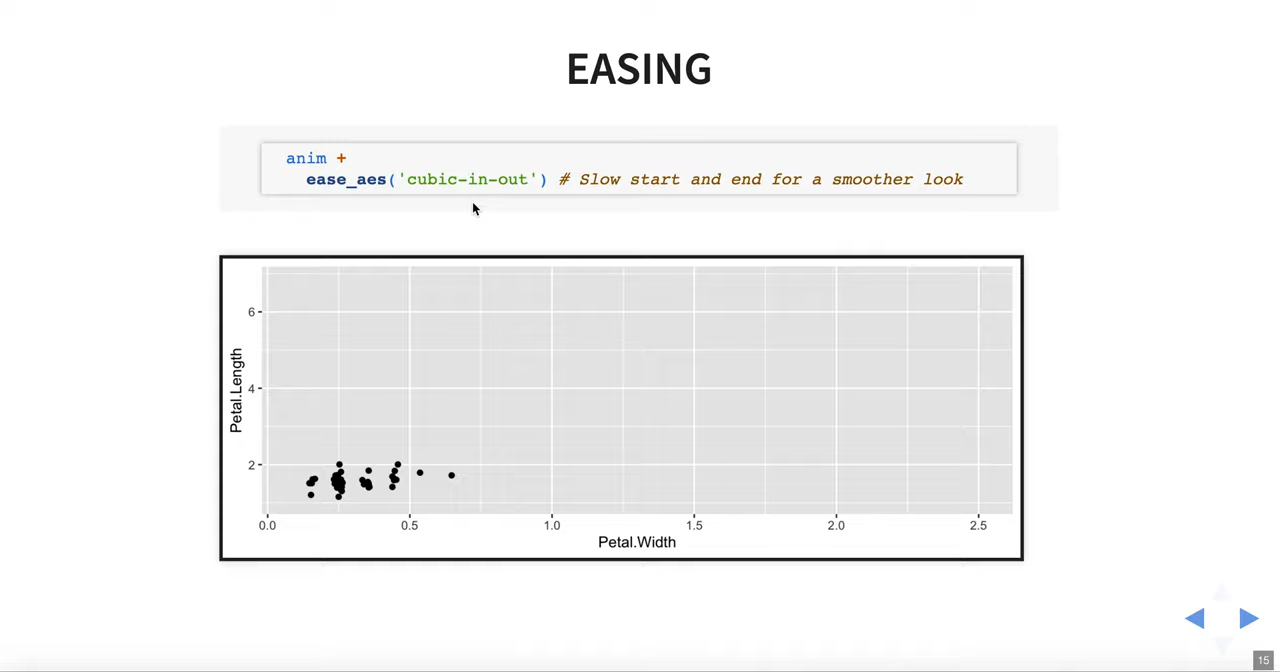 EASING
anim +
ease_aes('cubic-in-out') # Slow start and end for a smoother look
Petal.Length
6
4
2
0.0 0.5 1.0 1.5 2.0 2.5
Petal.Width
15